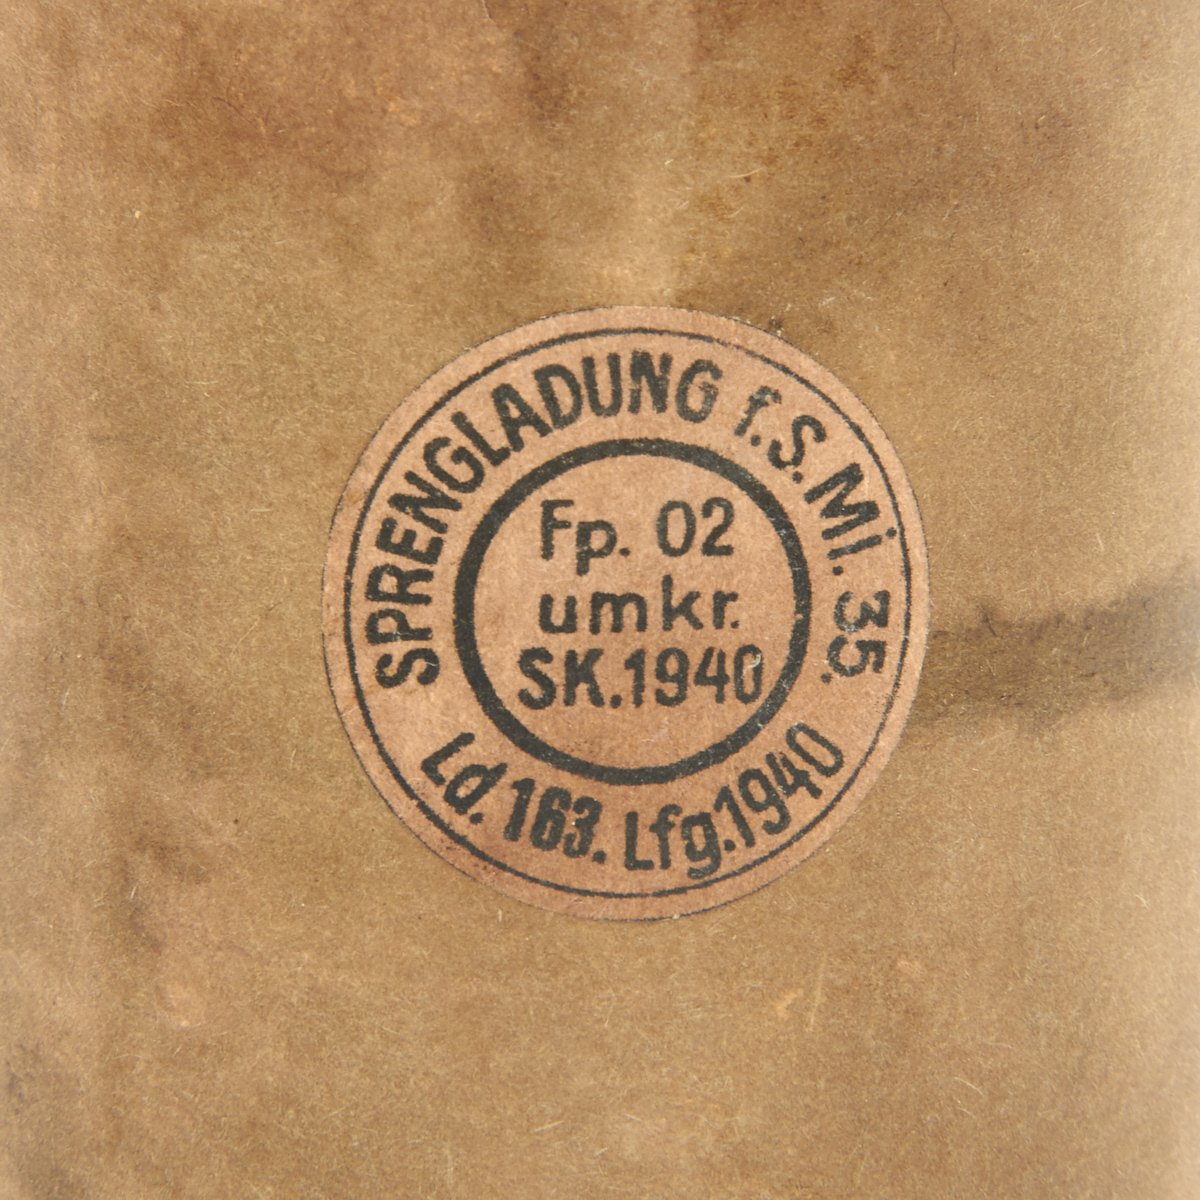 SPRENGLADUNG f. S. Mi. 35.
Fp. 02
umkr.
SK. 1940
Ld. 163. Lfg. 1940